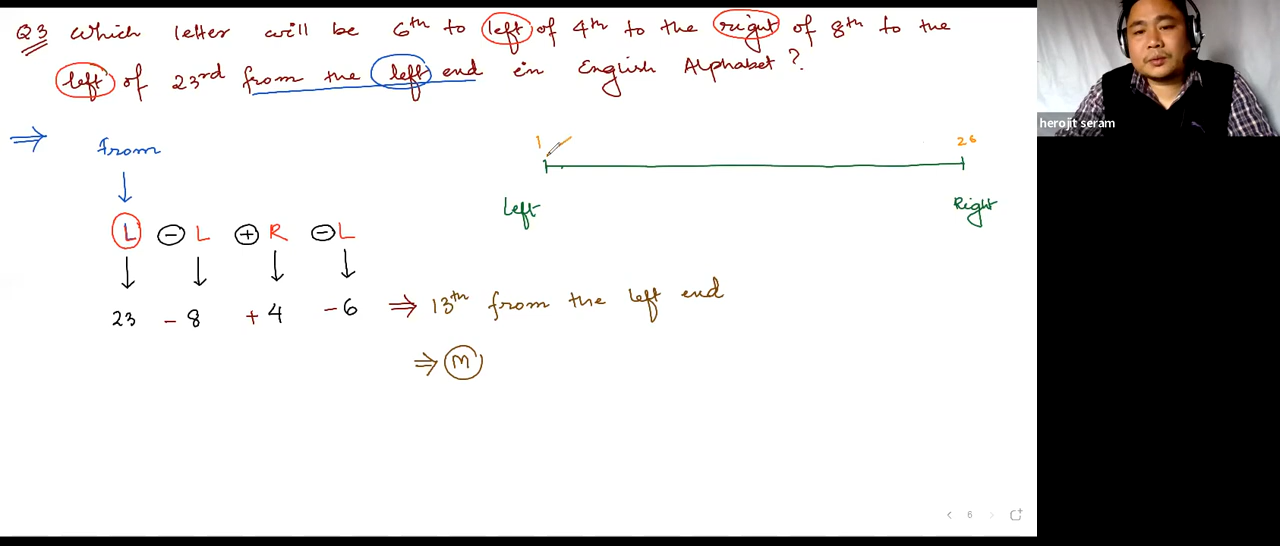 Q3 Which letter will be 6th to left of 4th to the right of 8th to the
left of 23rd from the left end in English Alphabet?
⇒ from
1 26
Left Right
L - L + R - L
23 - 8 + 4 - 6 ⇒ 13th from the left end
⇒ M
herojit seram
6